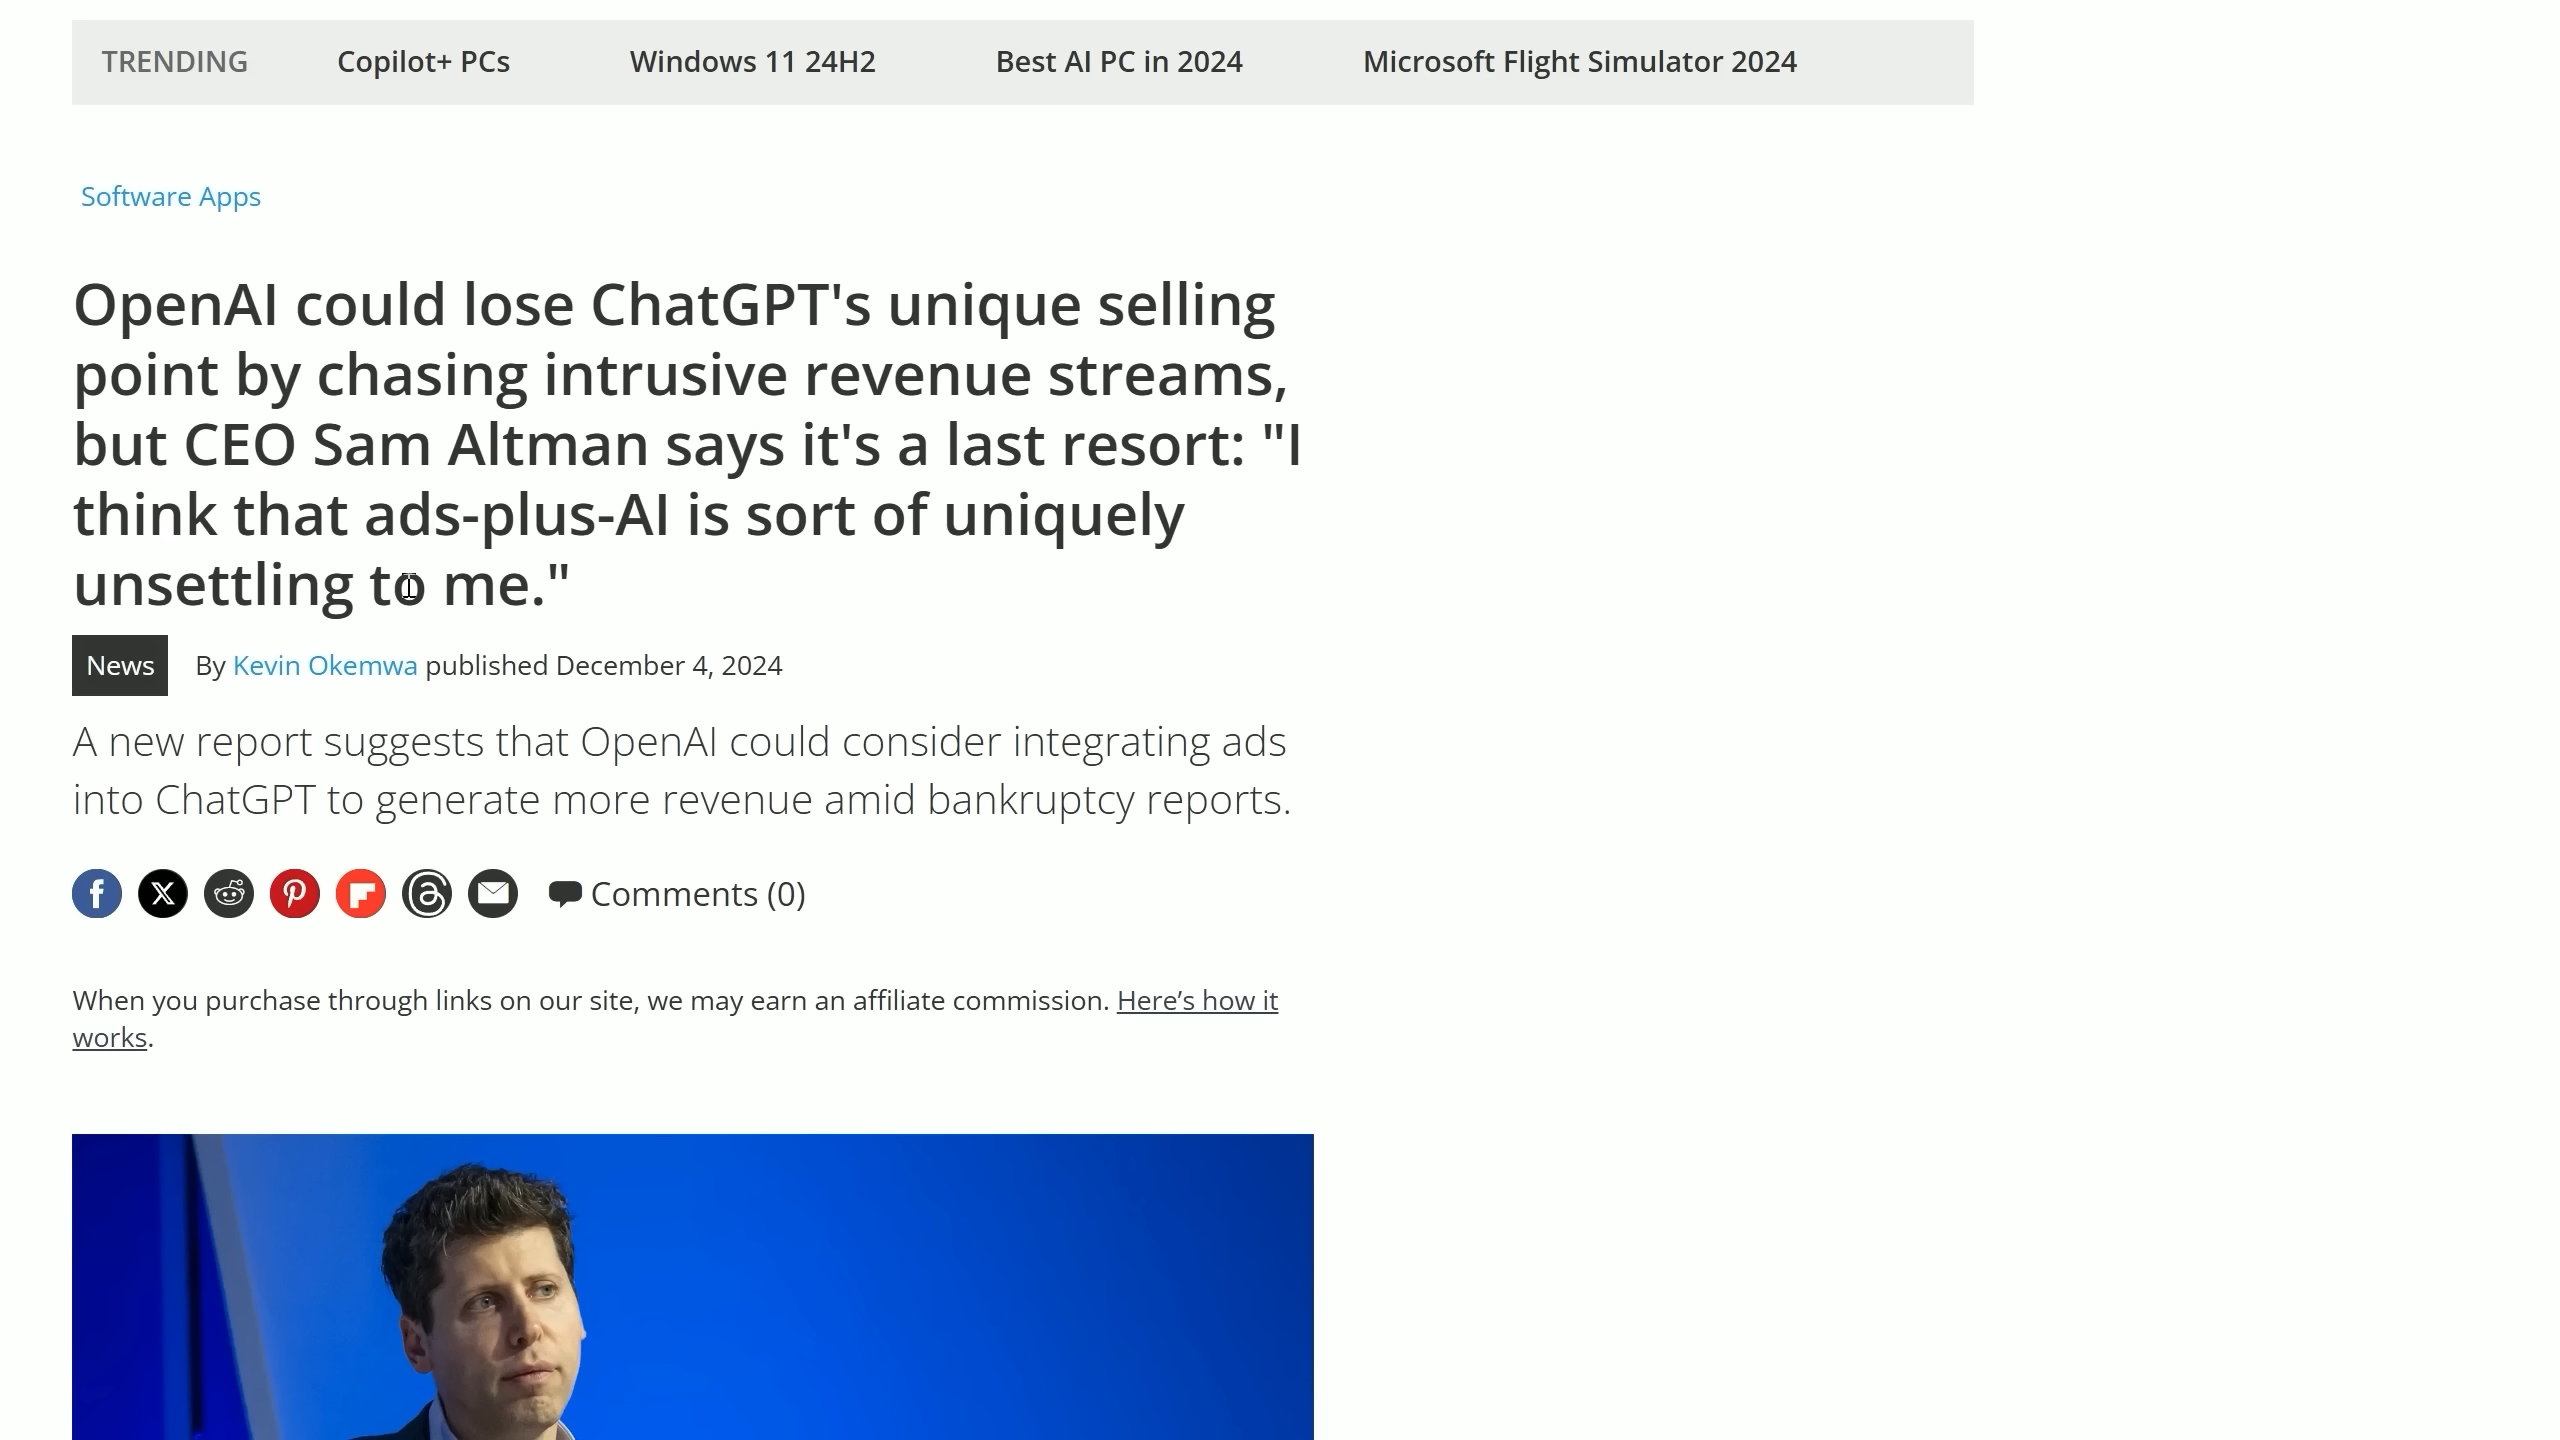 TRENDING Copilot+ PCs Windows 11 24H2 Best AI PC in 2024 Microsoft Flight Simulator 2024
Software Apps
OpenAI could lose ChatGPT's unique selling
point by chasing intrusive revenue streams,
but CEO Sam Altman says it's a last resort: "I
think that ads-plus-AI is sort of uniquely
unsettling to me."
News By Kevin Okemwa published December 4, 2024
A new report suggests that OpenAI could consider integrating ads
into ChatGPT to generate more revenue amid bankruptcy reports.
Comments (0)
When you purchase through links on our site, we may earn an affiliate commission. Here’s how it
works.